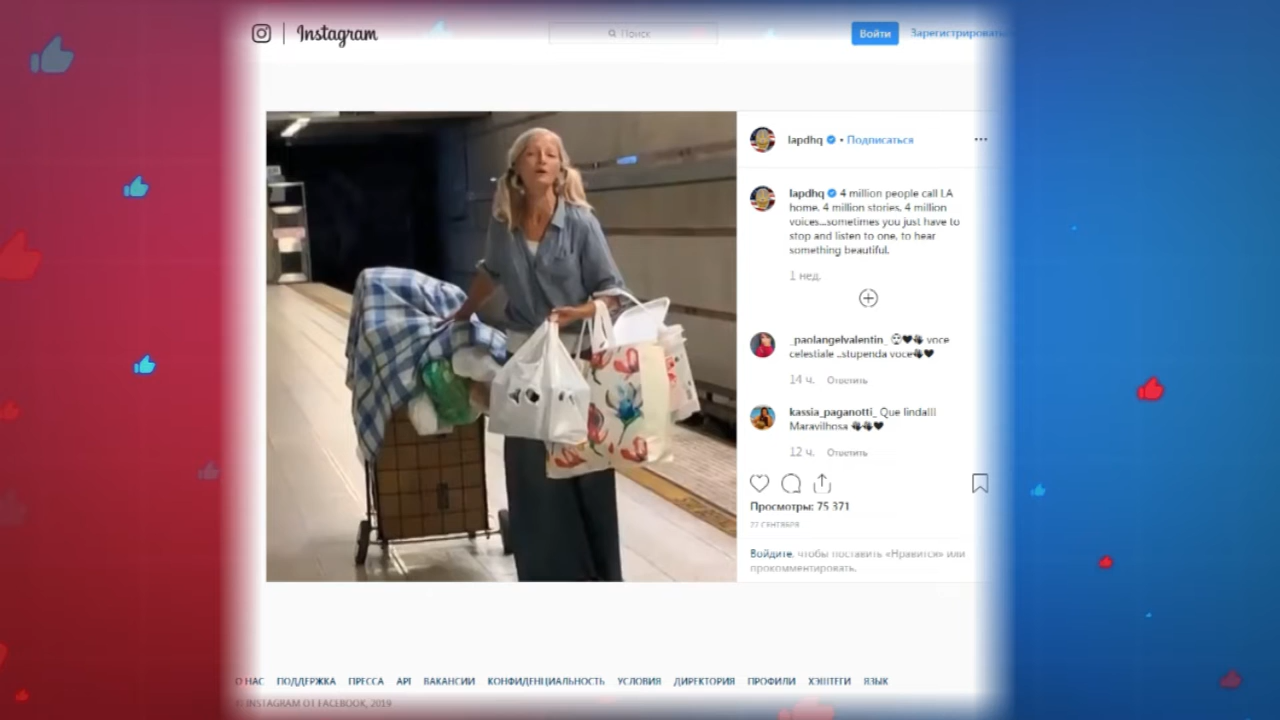 Instagram
Поиск
Войти
Зарегистрироваться
lapdhq • Подписаться
lapdhq 4 million people call LA
home. 4 million stories. 4 million
voices...sometimes you just have to
stop and listen to one, to hear
something beautiful.
1 нед.
_paolangelvalentin_ voce
celestiale ..stupenda voce
14 ч. Ответить
kassia_paganotti_ Que linda!!!
Maravilhosa
12 ч. Ответить
Просмотры: 75 371
27 СЕНТЯБРЯ
Войдите, чтобы поставить «Нравится» или
прокомментировать.
О НАС ПОДДЕРЖКА ПРЕССА API ВАКАНСИИ КОНФИДЕНЦИАЛЬНОСТЬ УСЛОВИЯ ДИРЕКТОРИЯ ПРОФИЛИ ХЭШТЕГИ ЯЗЫК
© INSTAGRAM ОТ FACEBOOK, 2019